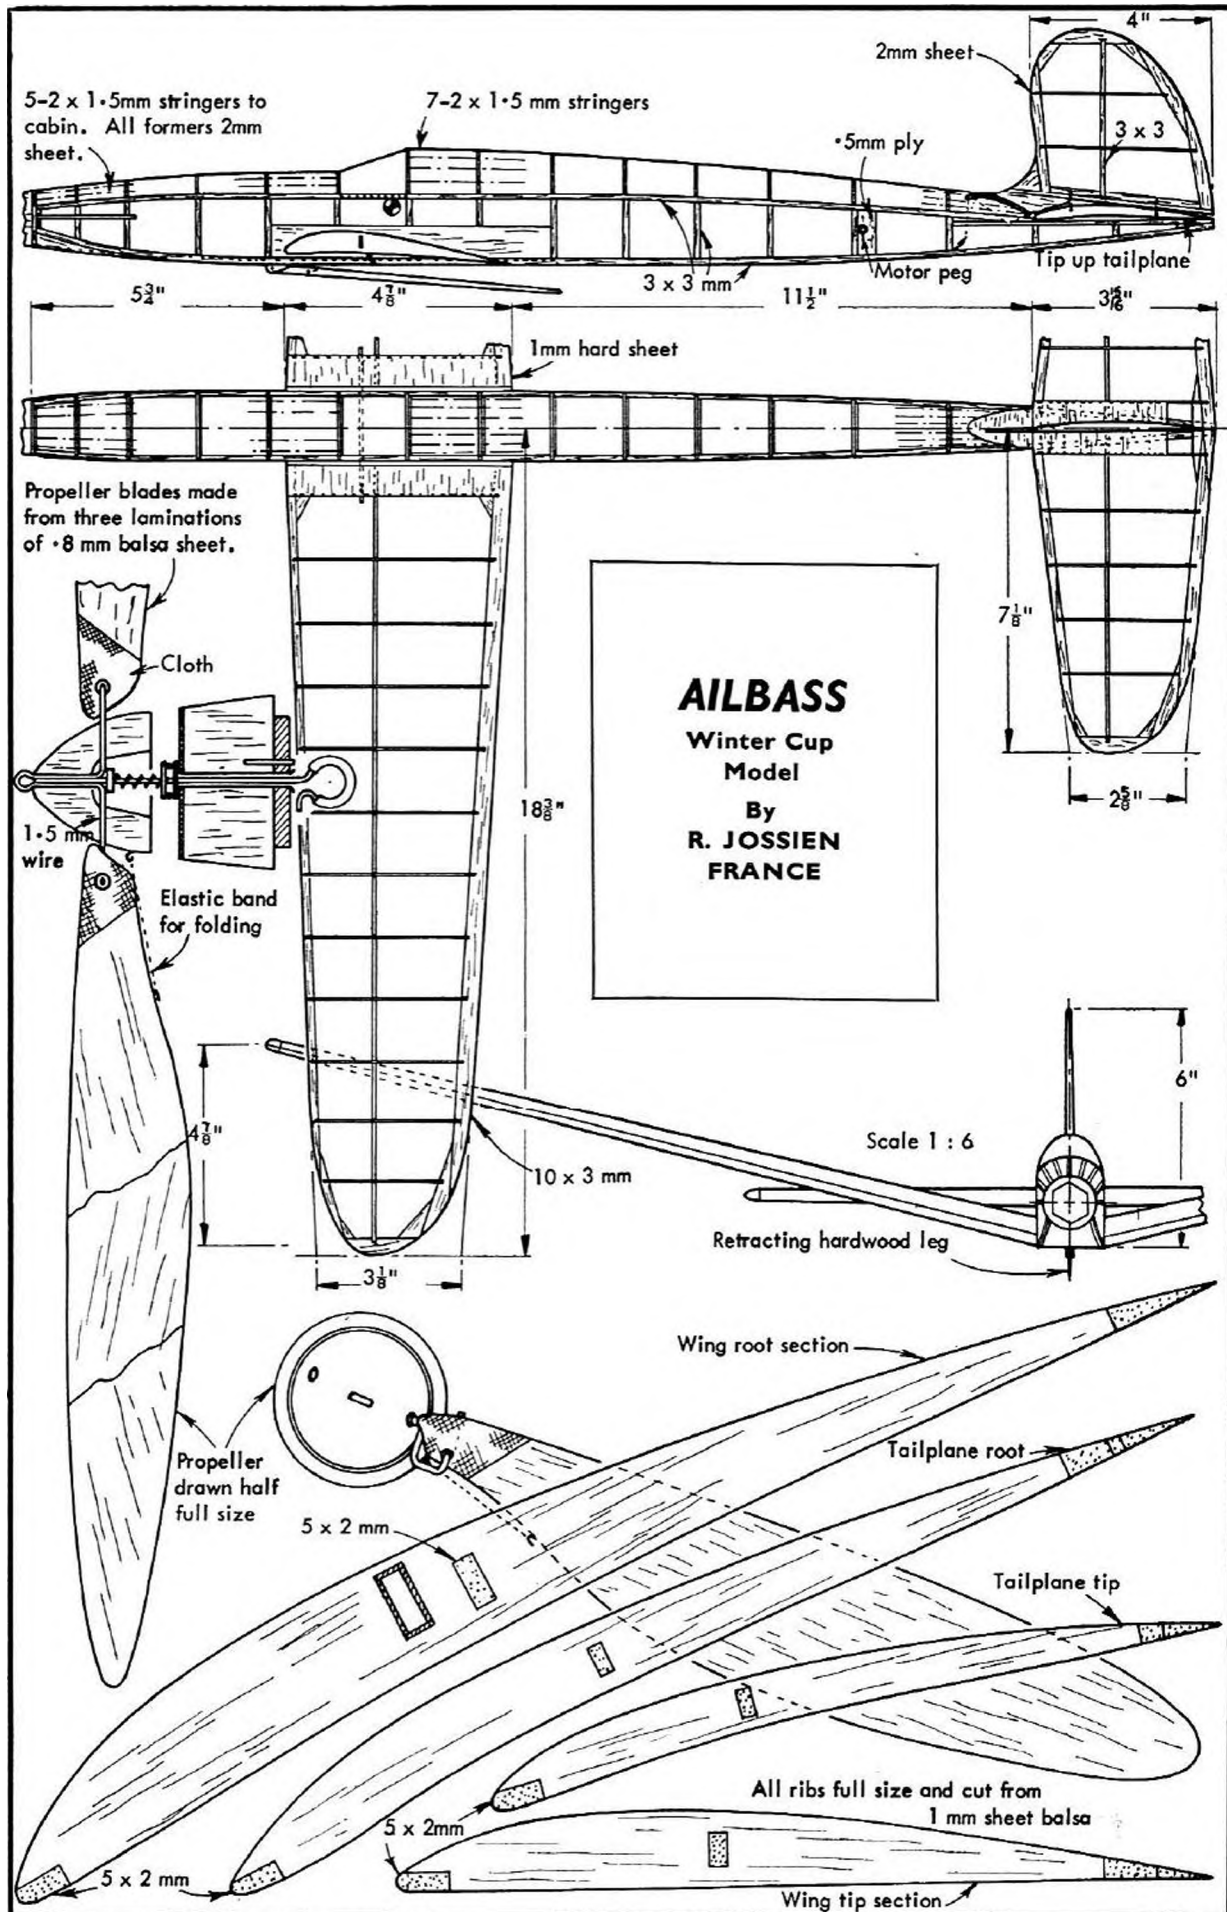 4"
2mm sheet
5-2 x 1·5mm stringers to
cabin. All formers 2mm
sheet.
7-2 x 1·5 mm stringers
·5mm ply
3 x 3
Motor peg
Tip up tailplane
3 x 3 mm
5¾"
4⅞"
11½"
3 15/16"
1mm hard sheet
Propeller blades made
from three laminations
of ·8 mm balsa sheet.
Cloth
1·5 mm
wire
Elastic band
for folding
18⅜"
7⅛"
2⅝"
AILBASS
Winter Cup
Model
By
R. JOSSIEN
FRANCE
4⅞"
10 x 3 mm
3⅛"
6"
Scale 1 : 6
Retracting hardwood leg
Wing root section
Propeller
drawn half
full size
Tailplane root
5 x 2 mm
Tailplane tip
All ribs full size and cut from
1 mm sheet balsa
5 x 2mm
5 x 2 mm
Wing tip section